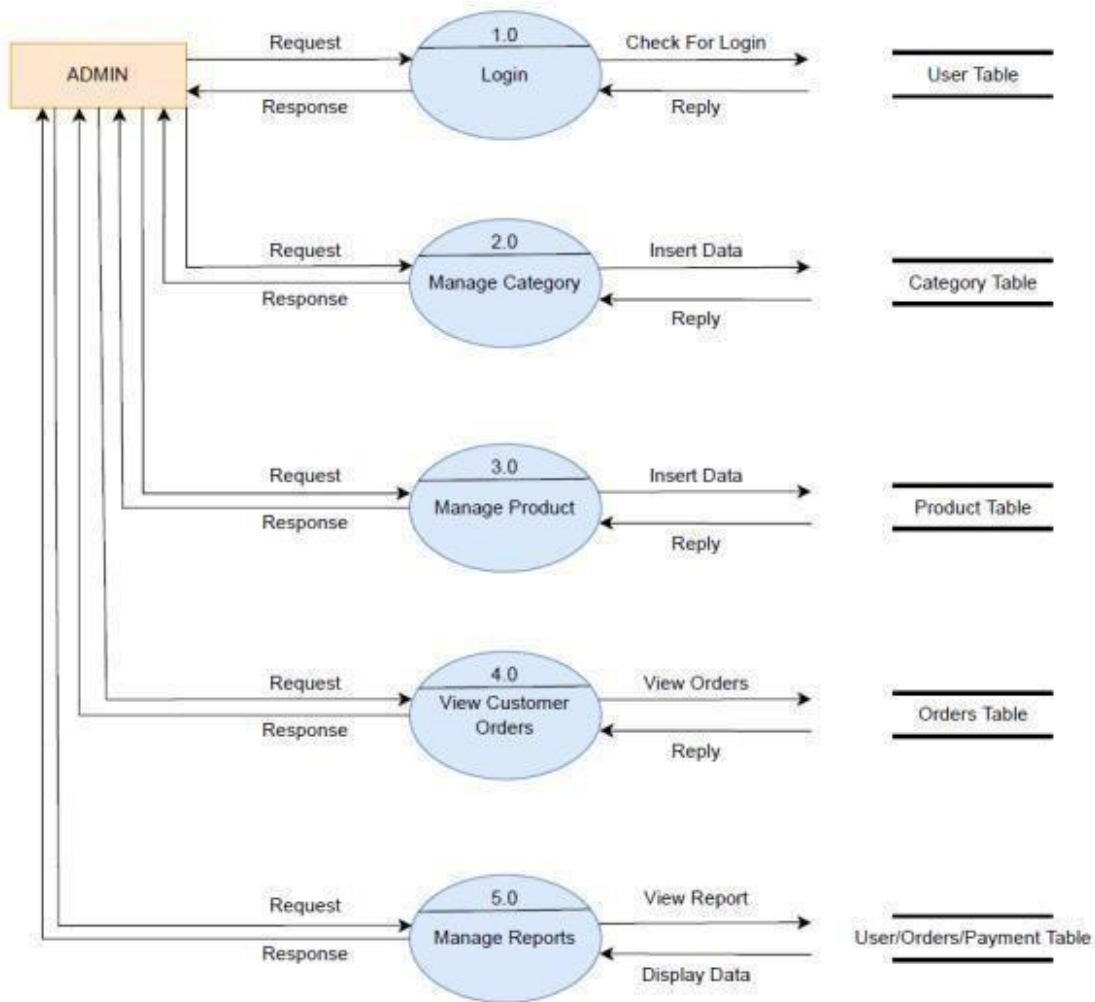 ADMIN
Request
1.0
Check For Login
Login
User Table
Response
Reply
Request
2.0
Insert Data
Manage Category
Category Table
Response
Reply
Request
3.0
Insert Data
Manage Product
Product Table
Response
Reply
Request
4.0
View Orders
View Customer
Orders
Orders Table
Response
Reply
Request
5.0
View Report
Manage Reports
User/Orders/Payment Table
Response
Display Data